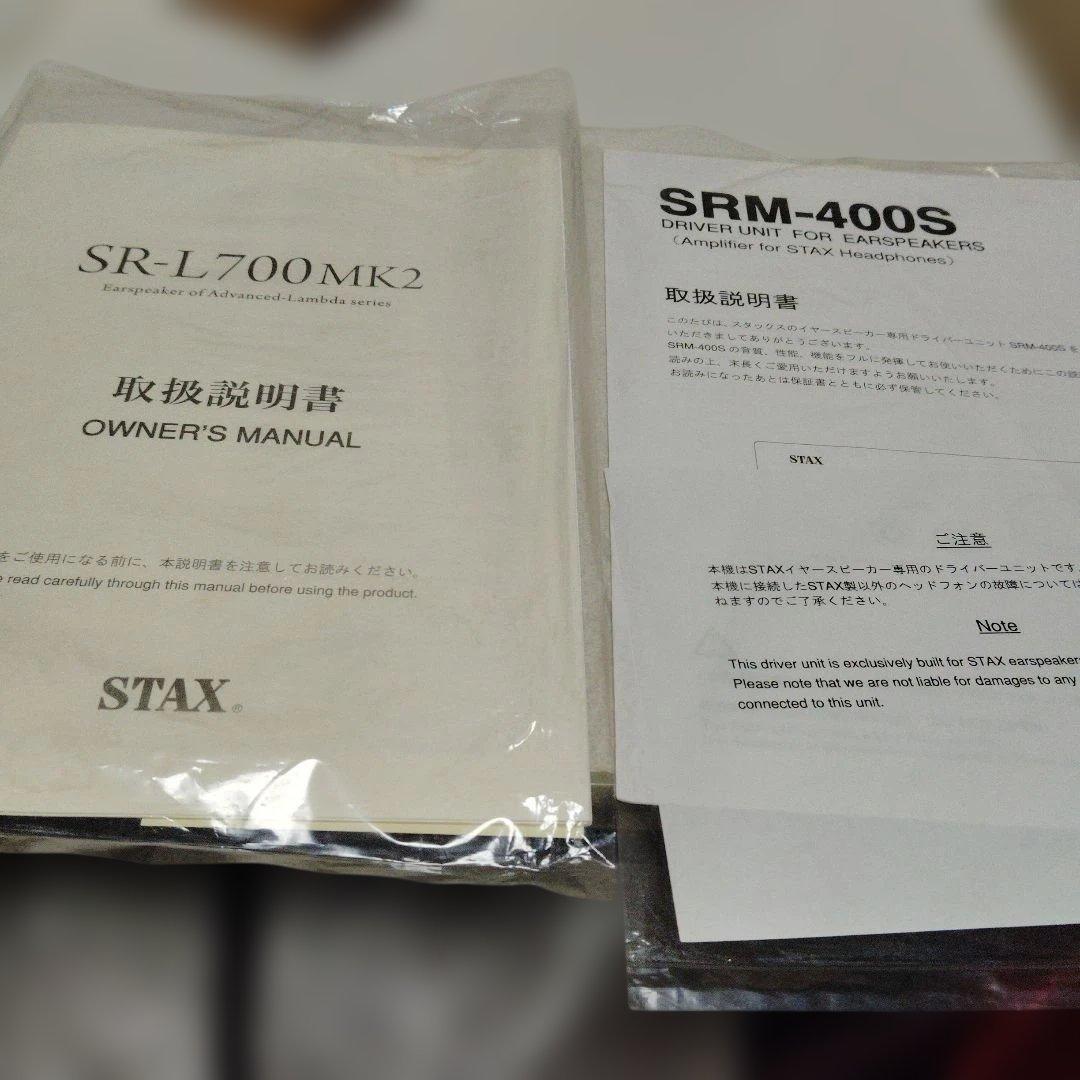 SR-L700 MK2
Earspeaker of Advanced-Lambda series
取扱説明書
OWNER'S MANUAL
をご使用になる前に、本説明書を注意してお読みください。
read carefully through this manual before using the product.
STAX®
SRM-400S
DRIVER UNIT FOR EARSPEAKERS
（Amplifier for STAX Headphones）
取扱説明書
このたびは、スタックスのイヤースピーカー専用ドライバーユニット SRM-400S を
いただきましてありがとうございます。
SRM-400S の音質、性能、機能をフルに発揮してお使いいただくためにこの
読みの上、末長くご愛用いただけますようお願いいたします。
お読みになったあとは保証書とともに必ず保管してください。
STAX
ご注意
本機はSTAXイヤースピーカー専用のドライバーユニットです。
本機に接続したSTAX製以外のヘッドフォンの故障については
ねますのでご了承ください。
Note
This driver unit is exclusively built for STAX earspeaker
Please note that we are not liable for damages to any
connected to this unit.